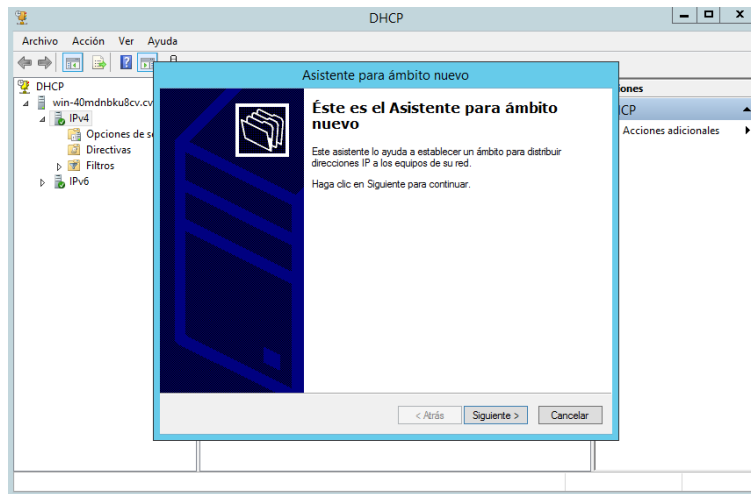 DHCP
Archivo Acción Ver Ayuda
DHCP
win-40mdnbku8cv.cv
IPv4
Opciones de se
Directivas
Filtros
IPv6
Asistente para ámbito nuevo
Éste es el Asistente para ámbito
nuevo
Este asistente lo ayuda a establecer un ámbito para distribuir
direcciones IP a los equipos de su red.
Haga clic en Siguiente para continuar.
< Atrás Siguiente > Cancelar
iones
ICP
Acciones adicionales